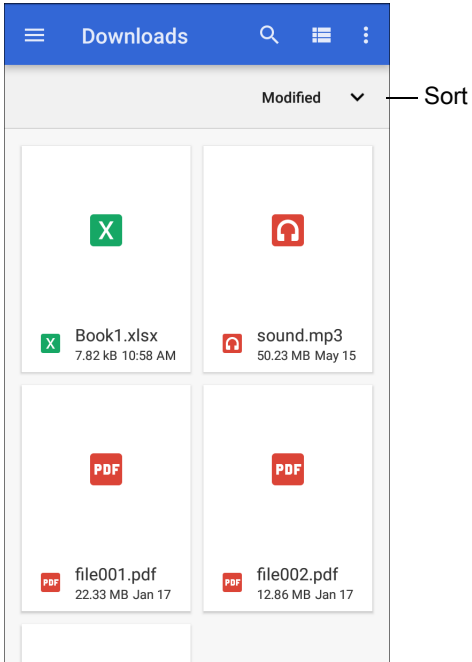 Downloads
Modified
Sort
X
X Book1.xlsx
7.82 kB 10:58 AM
sound.mp3
50.23 MB May 15
PDF
PDF file001.pdf
22.33 MB Jan 17
PDF
PDF file002.pdf
12.86 MB Jan 17